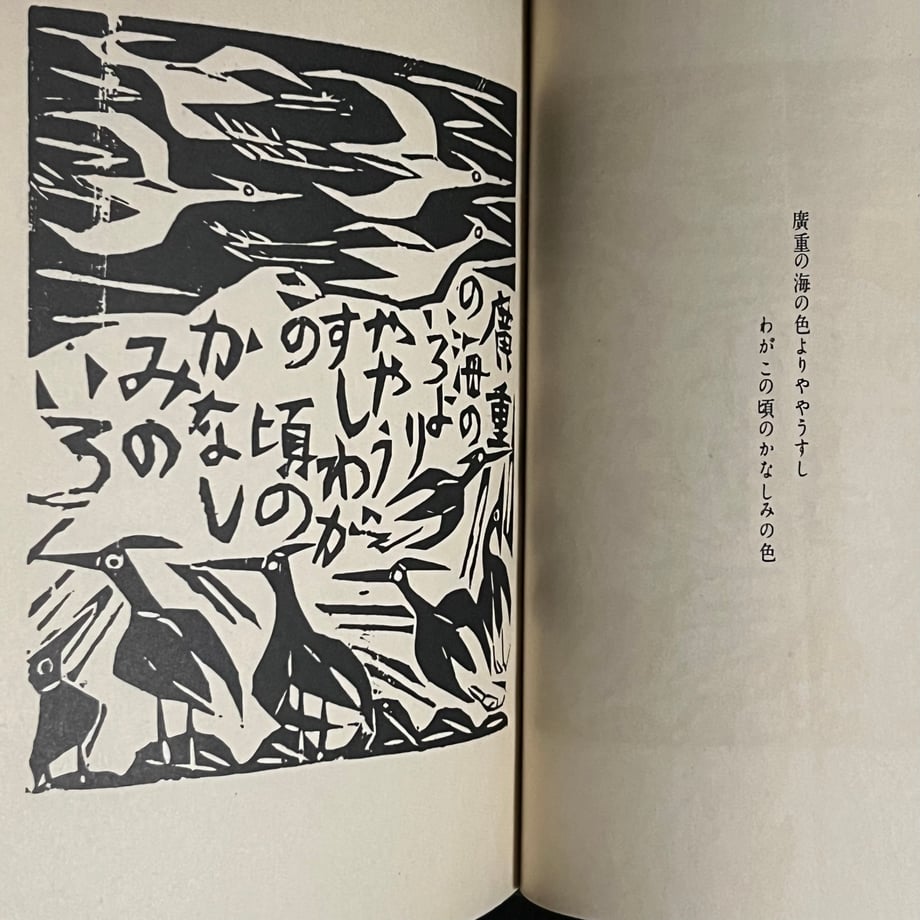 廣重の海の色よりややうすし
わがこの頃のかなしみの色
廣重
の海の
いろより
ややう
すしわが
この頃の
かなし
みの
いろ